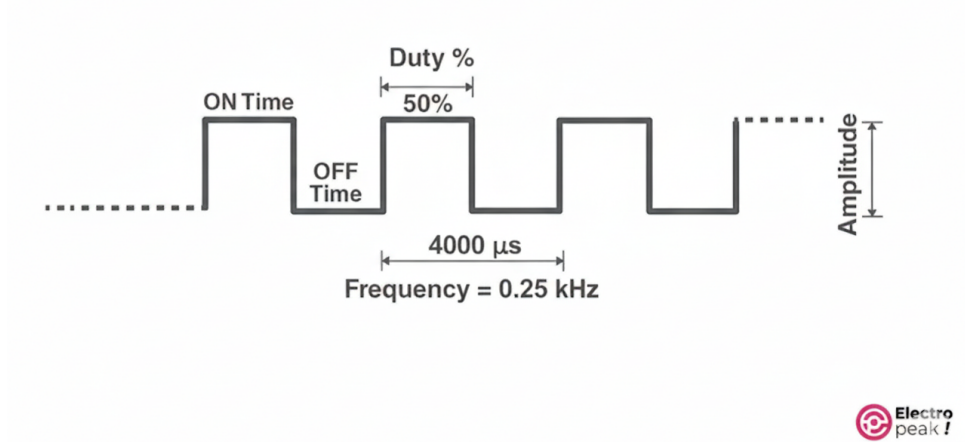 Duty %
50%
ON Time
OFF
Time
Amplitude
4000 µs
Frequency = 0.25 kHz
Electro
peak !